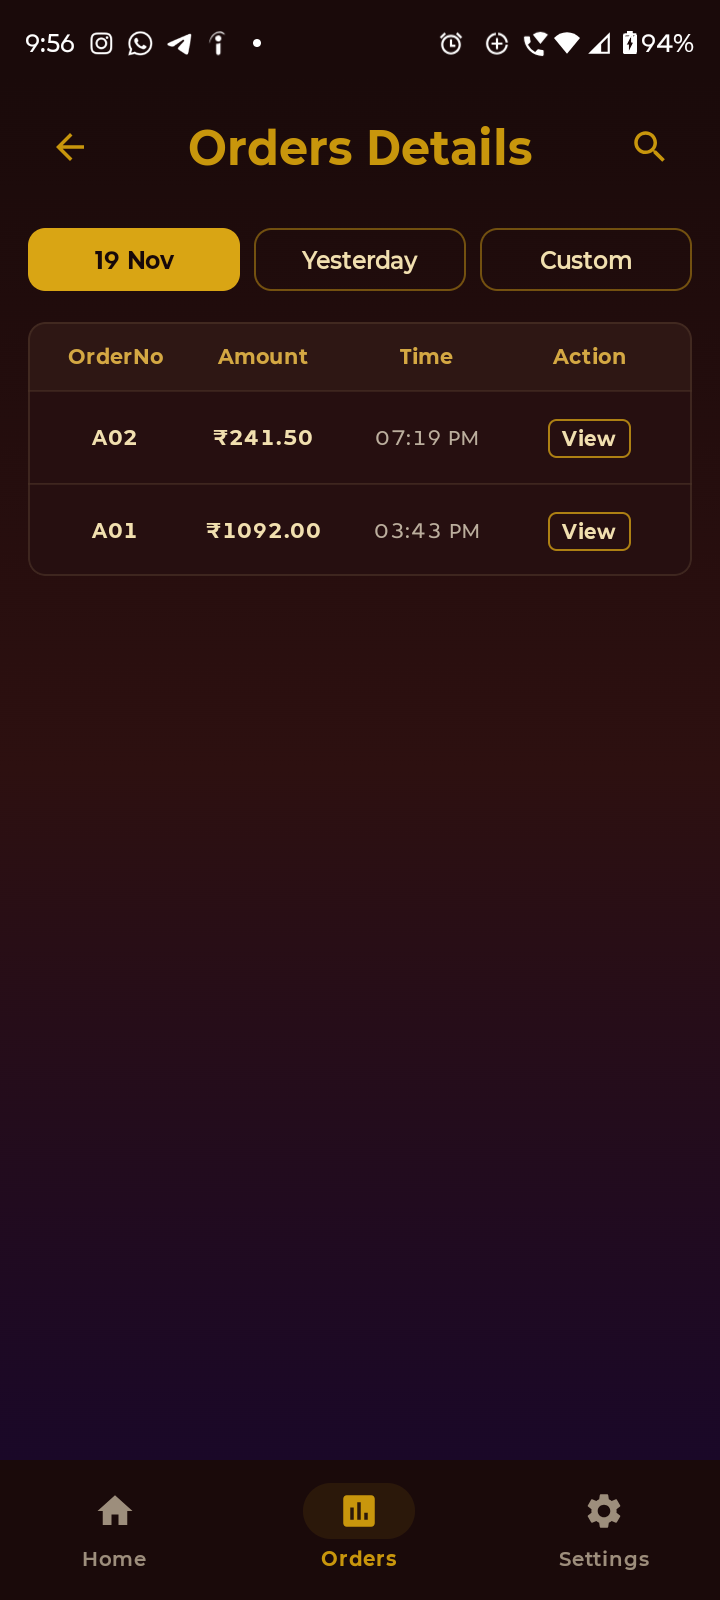 9:56 94%
Orders Details
19 Nov Yesterday Custom
OrderNo Amount Time Action
A02 ₹241.50 07:19 PM View
A01 ₹1092.00 03:43 PM View
Home Orders Settings